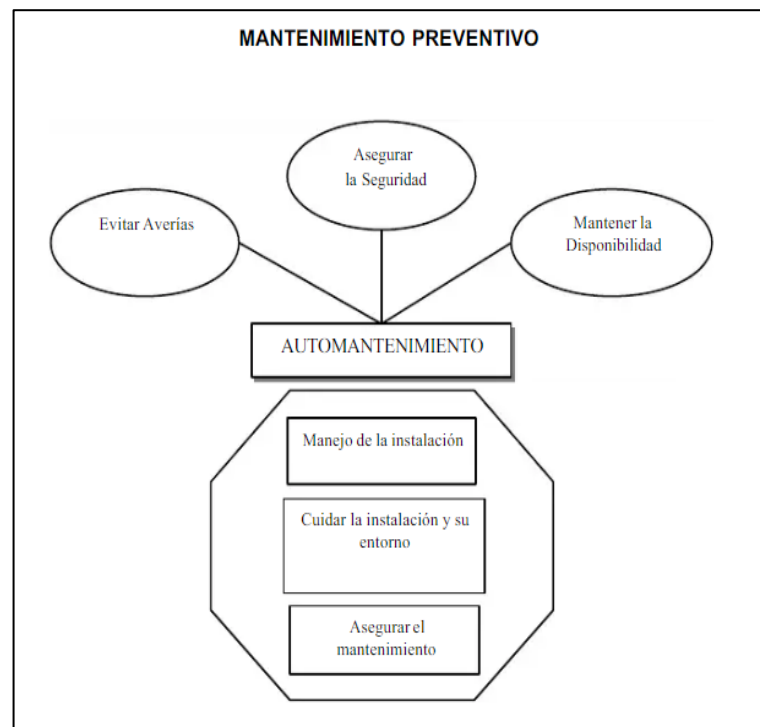 MANTENIMIENTO PREVENTIVO
Asegurar
la Seguridad
Evitar Averías
Mantener la
Disponibilidad
AUTOMANTENIMIENTO
Manejo de la instalación
Cuidar la instalación y su
entorno
Asegurar el
mantenimiento